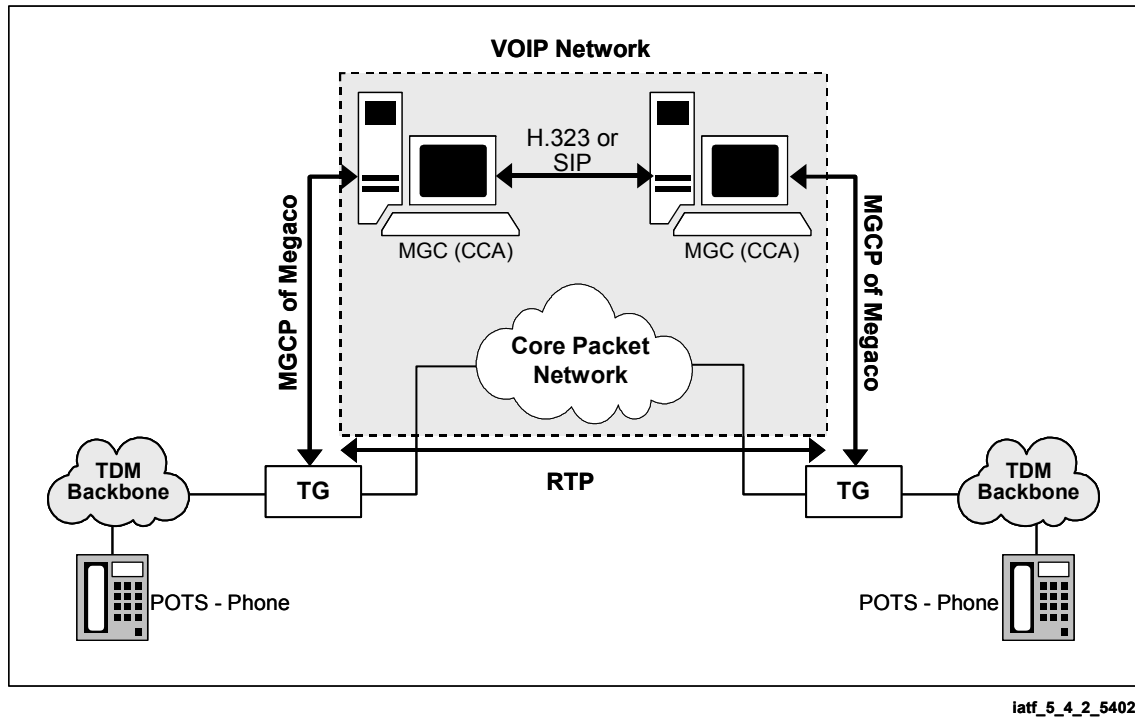 VOIP Network
H.323 or
SIP
MGC (CCA)
MGC (CCA)
MGCP of Megaco
MGCP of Megaco
Core Packet
Network
RTP
TDM
Backbone
TG
TG
TDM
Backbone
POTS - Phone
POTS - Phone
iatf_5_4_2_5402